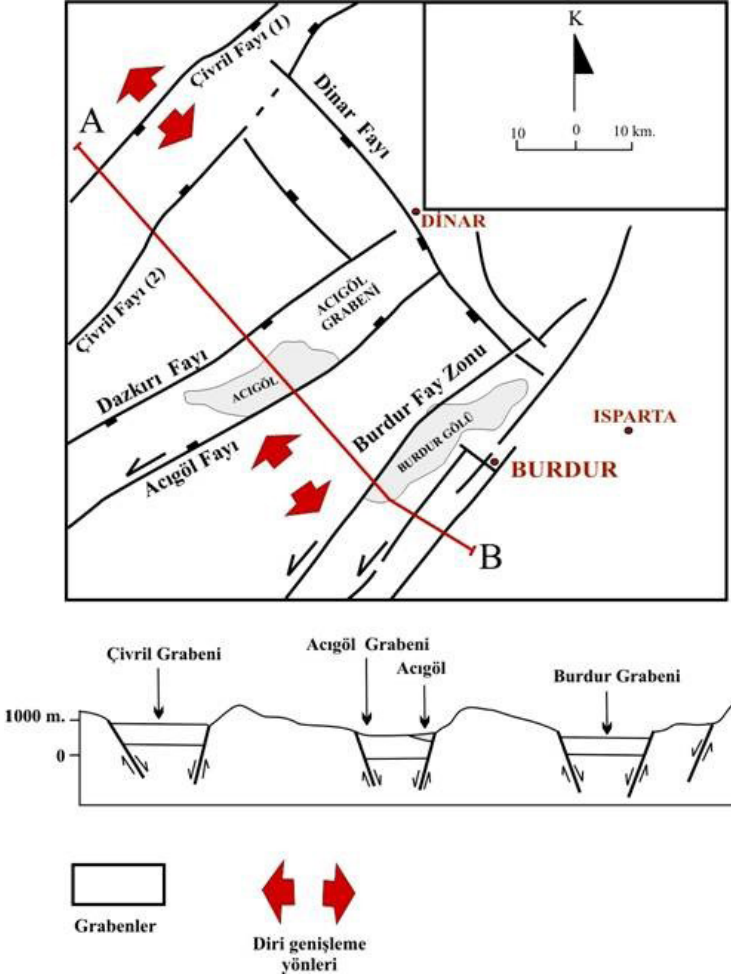 K
10
0
10 km.
Çivril Fayı (1)
A
Dinar Fayı
DİNAR
Çivril Fayı (2)
ACIGÖL
GRABENİ
Dazkırı Fayı
ACIGÖL
Acıgöl Fayı
Burdur Fay Zonu
BURDUR GÖLÜ
ISPARTA
BURDUR
B
Çivril Grabeni
Acıgöl Grabeni
Acıgöl
Burdur Grabeni
1000 m.
0
Grabenler
Diri genişleme
yönleri